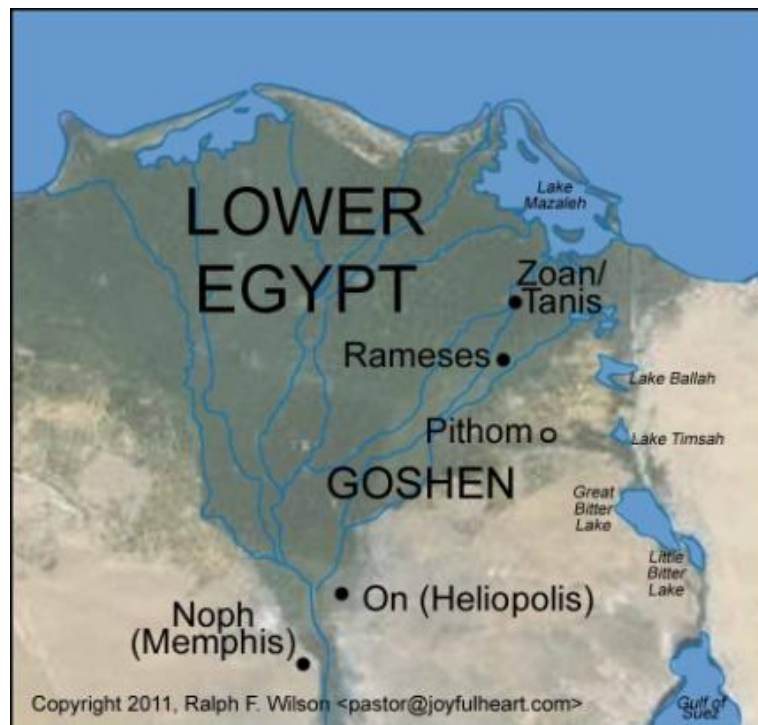 LOWER
EGYPT
Lake
Mazaleh
Zoan/
Tanis
Rameses
Lake Ballah
Pithom
Lake Timsah
GOSHEN
Great
Bitter
Lake
Little
Bitter
Lake
On (Heliopolis)
Noph
(Memphis)
Gulf of
Suez
Copyright 2011, Ralph F. Wilson <pastor@joyfulheart.com>